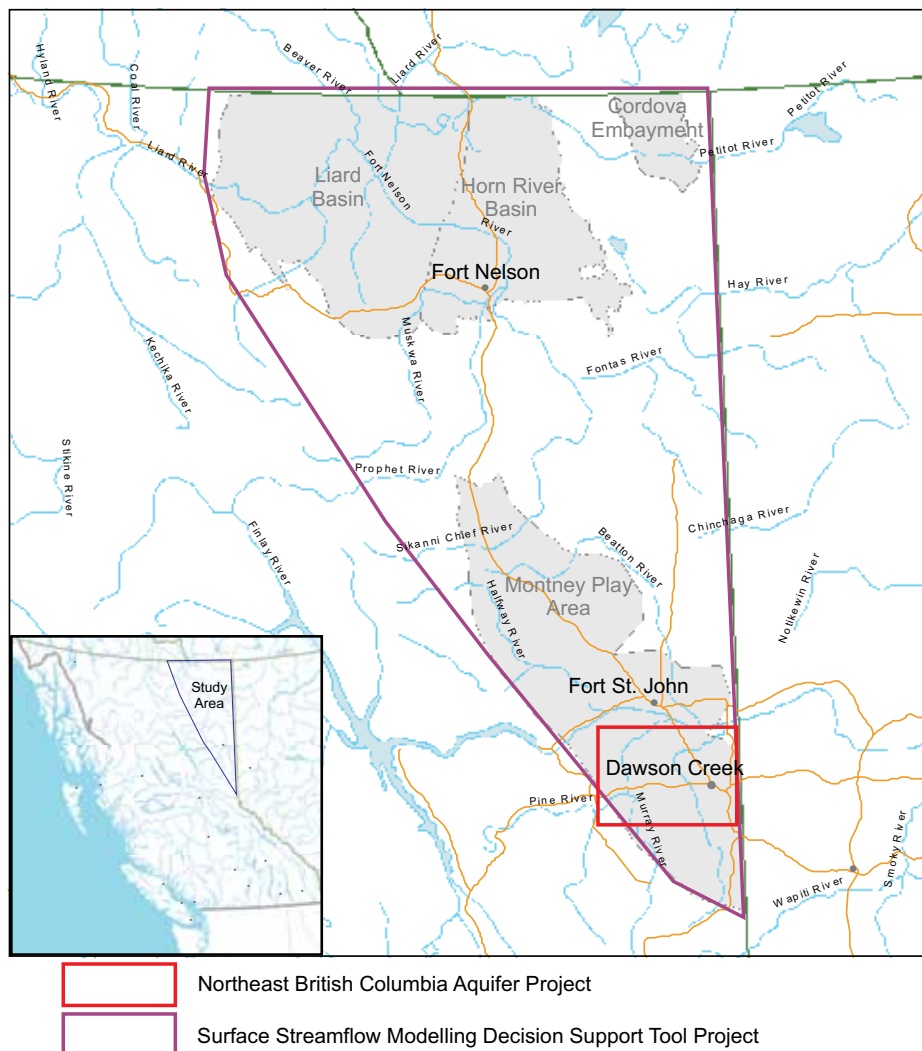 Hyland River
Coal River
Beaver River
Liard River
Petitot River
Cordova
Embayment
Petitot River
Liard River
Fort Nelson
River
Liard
Basin
Horn River
Basin
Fort Nelson
Hay River
Muskwa River
Kechika River
Fontas River
Stikine River
Prophet River
Finlay River
Sikanni Chief River
Beatton River
Chinchaga River
Notikewin River
Montney Play
Area
Halfway River
Study
Area
Fort St. John
Dawson Creek
Pine River
Murray River
Smoky River
Wapiti River
Northeast British Columbia Aquifer Project
Surface Streamflow Modelling Decision Support Tool Project